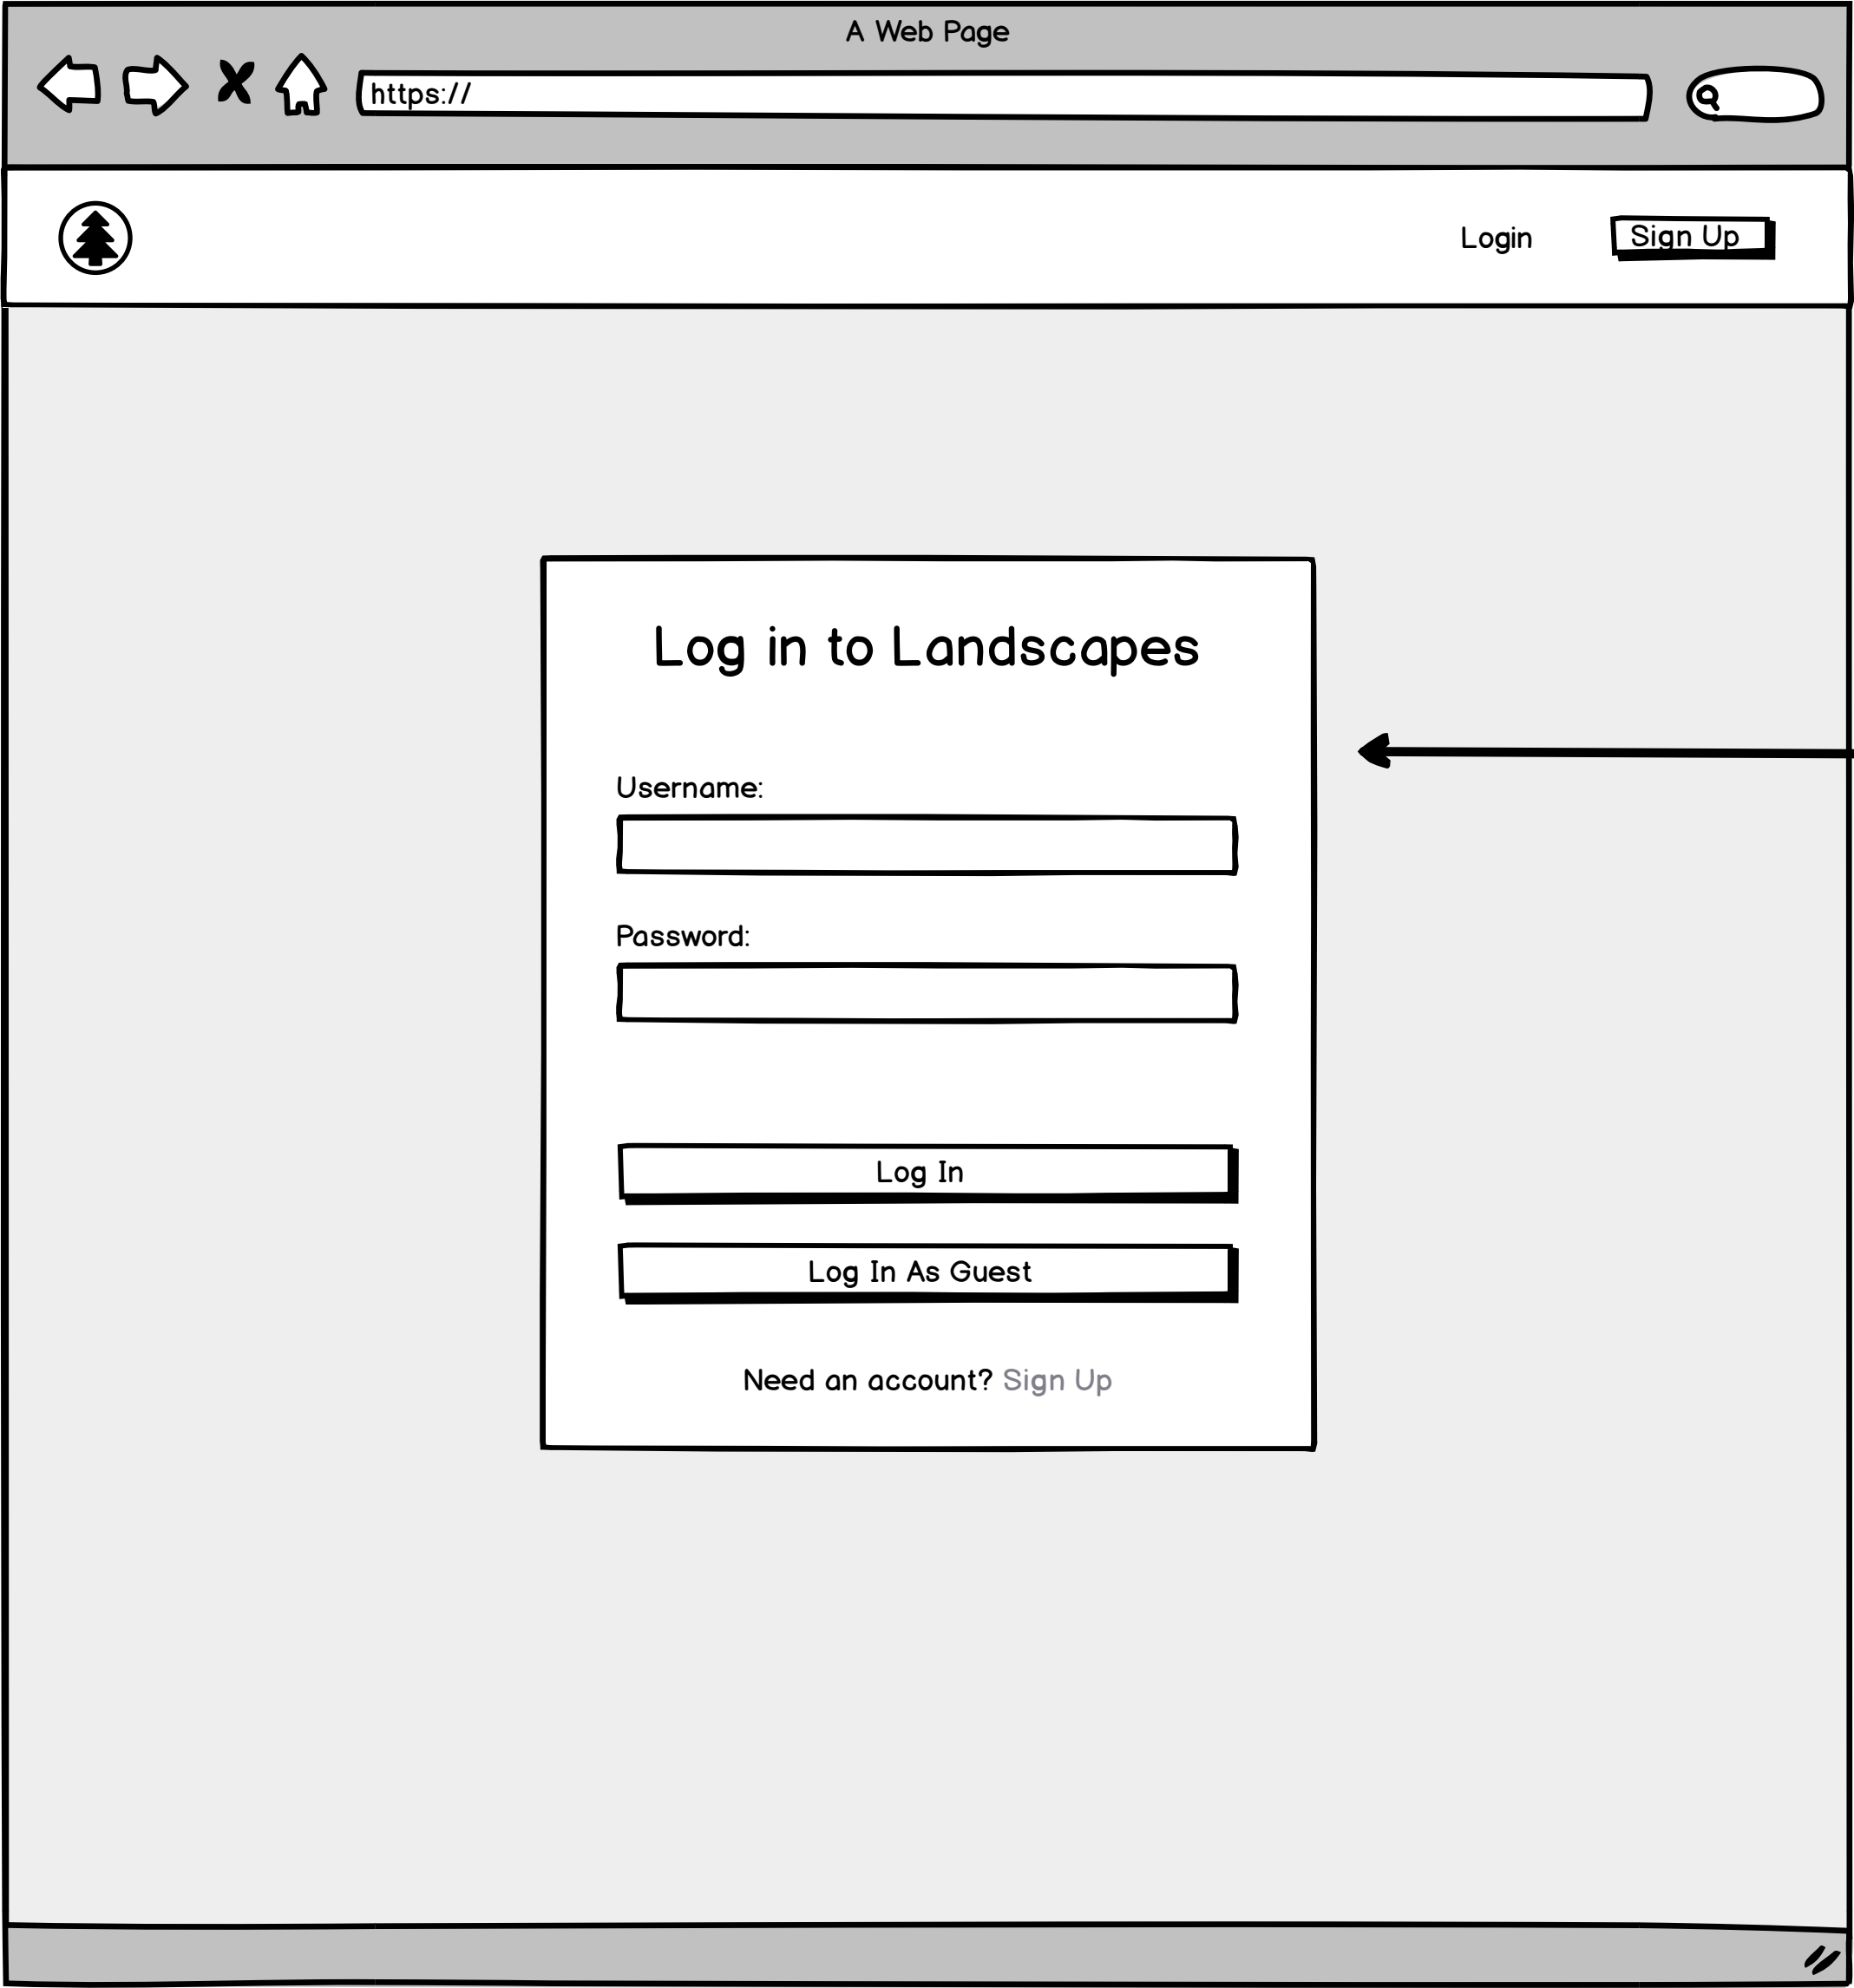 A Web Page
https://
Login
Sign Up
Log in to Landscapes
Username:
Password:
Log In
Log In As Guest
Need an account? Sign Up